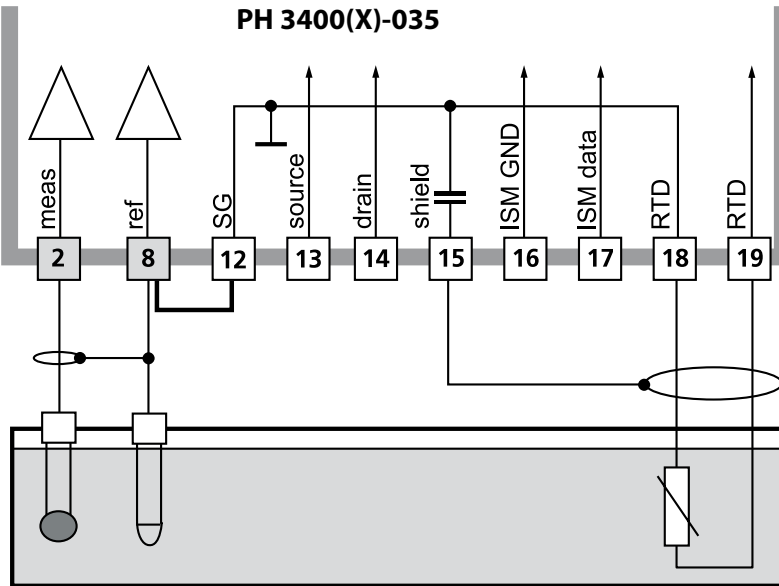 PH 3400(X)-035
meas
ref
SG
source
drain
shield
ISM GND
ISM data
RTD
RTD
2
8
12
13
14
15
16
17
18
19